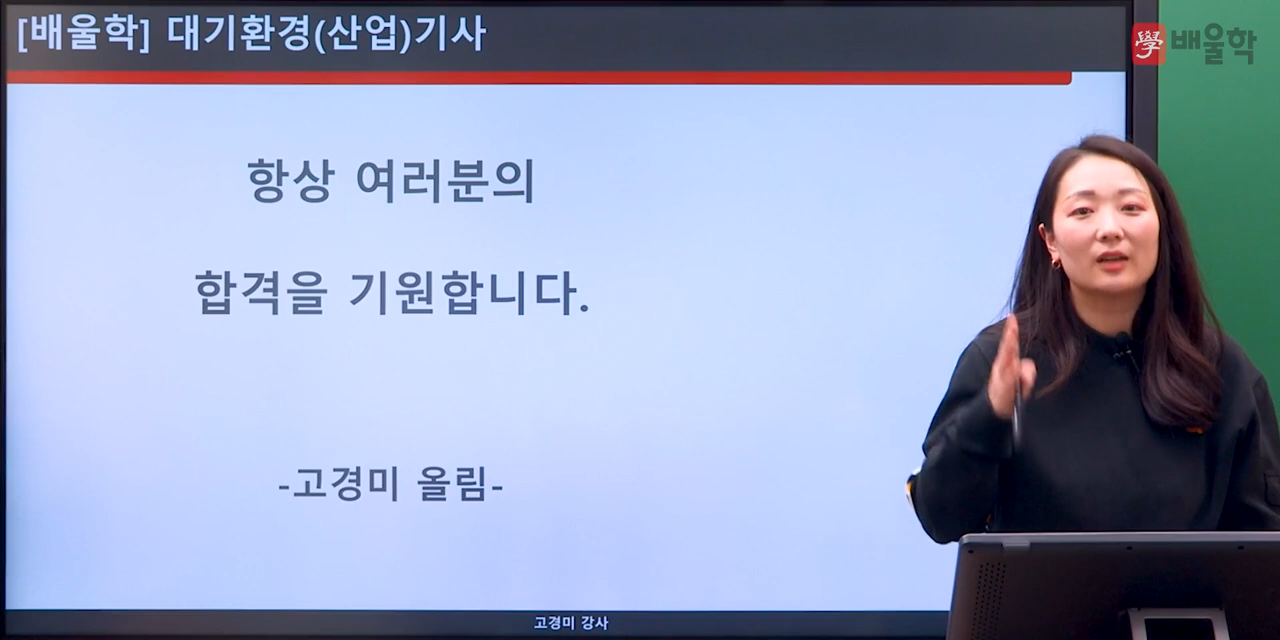 [배울학] 대기환경(산업)기사
學 배울학
항상 여러분의
합격을 기원합니다.
-고경미 올림-
고경미 강사